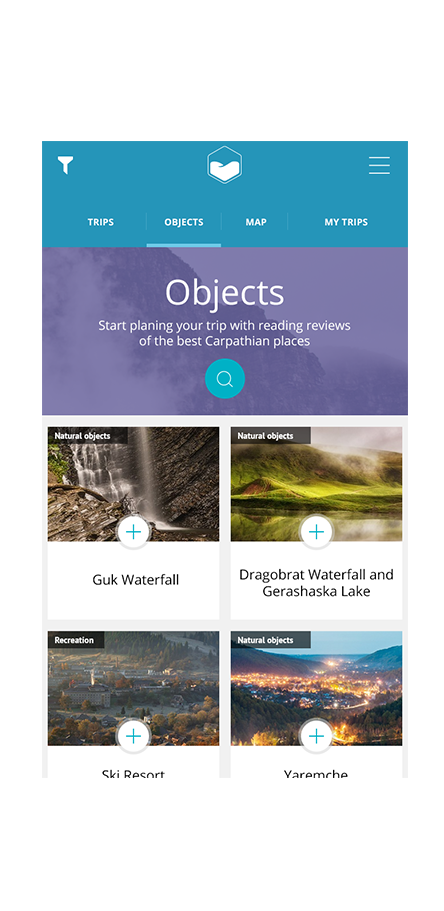 TRIPS OBJECTS MAP MY TRIPS
Objects
Start planing your trip with reading reviews
of the best Carpathian places
Natural objects
Natural objects
Guk Waterfall
Dragobrat Waterfall and
Gerashaska Lake
Recreation
Natural objects
Ski Resort
Yaremche